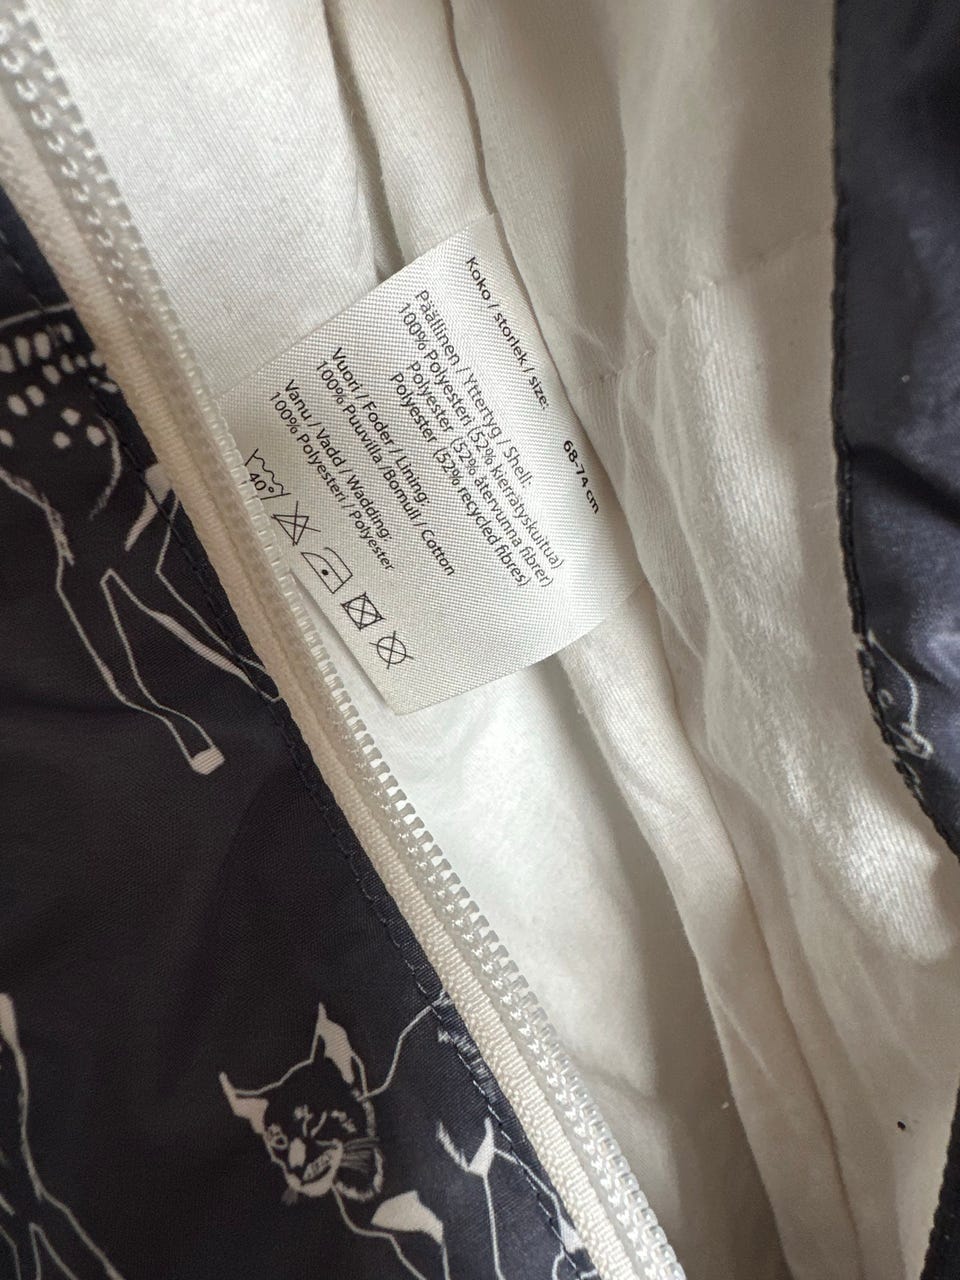 Koko / storlek / size:
68-74 cm
Päällinen / Yttertyg / Shell:
100% Polyesteri (52% kierrätyskuitua)
Polyester (52% återvunna fibrer)
Polyester (52% recycled fibres)
Vuori / Foder / Lining:
100% Puuvilla / Bomull / Cotton
Vanu / Vadd / Wadding:
100% Polyesteri / Polyester
40°